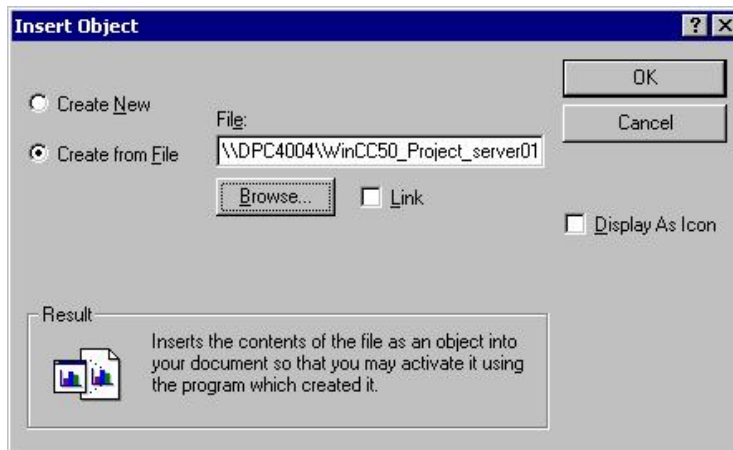 Insert Object
OK
Create New
File:
Cancel
Create from File
\\DPC4004\WinCC50_Project_server01
Browse...
Link
Display As Icon
Result
Inserts the contents of the file as an object into
your document so that you may activate it using
the program which created it.